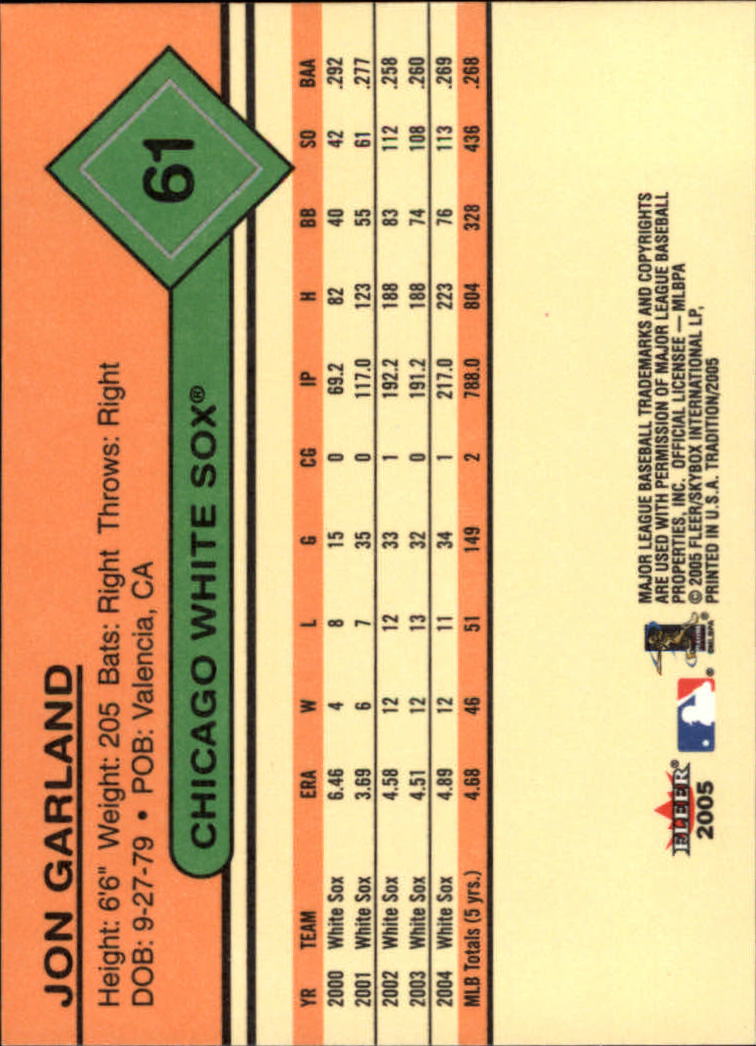 JON GARLAND
Height: 6'6" Weight: 205 Bats: Right Throws: Right
DOB: 9-27-79 • POB: Valencia, CA
61
CHICAGO WHITE SOX®
YR TEAM ERA W L G CG IP H BB SO BAA
2000 White Sox 6.46 4 8 15 0 69.2 82 40 42 .292
2001 White Sox 3.69 6 7 35 0 117.0 123 55 61 .277
2002 White Sox 4.58 12 12 33 1 192.2 188 83 112 .258
2003 White Sox 4.51 12 13 32 0 191.2 188 74 108 .260
2004 White Sox 4.89 12 11 34 1 217.0 223 76 113 .269
MLB Totals (5 yrs.) 4.68 46 51 149 2 788.0 804 328 436 .268
FLEER®
2005
®
©MLBPA
MAJOR LEAGUE BASEBALL TRADEMARKS AND COPYRIGHTS
ARE USED WITH PERMISSION OF MAJOR LEAGUE BASEBALL
PROPERTIES, INC. OFFICIAL LICENSEE — MLBPA
© 2005 FLEER/SKYBOX INTERNATIONAL LP,
PRINTED IN U.S.A. TRADITION/2005